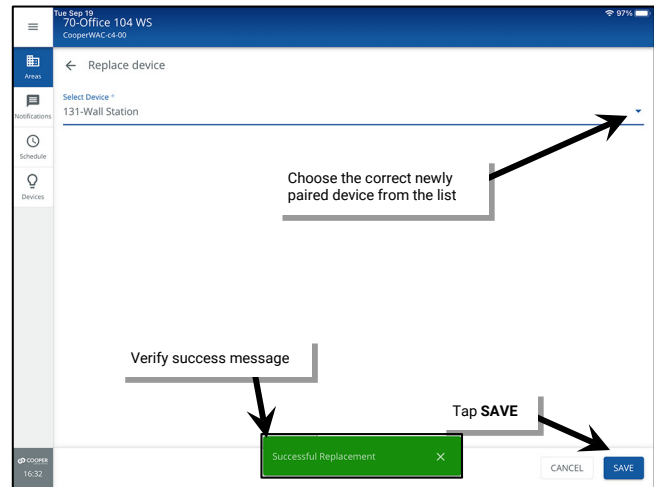 Tue Sep 19
97%
70-Office 104 WS
CooperWAC-c4-00
Areas
Replace device
Select Device *
131-Wall Station
Notifications
Schedule
Devices
Choose the correct newly
paired device from the list
Verify success message
Tap SAVE
Successful Replacement
CANCEL
SAVE
COOPER
16:32